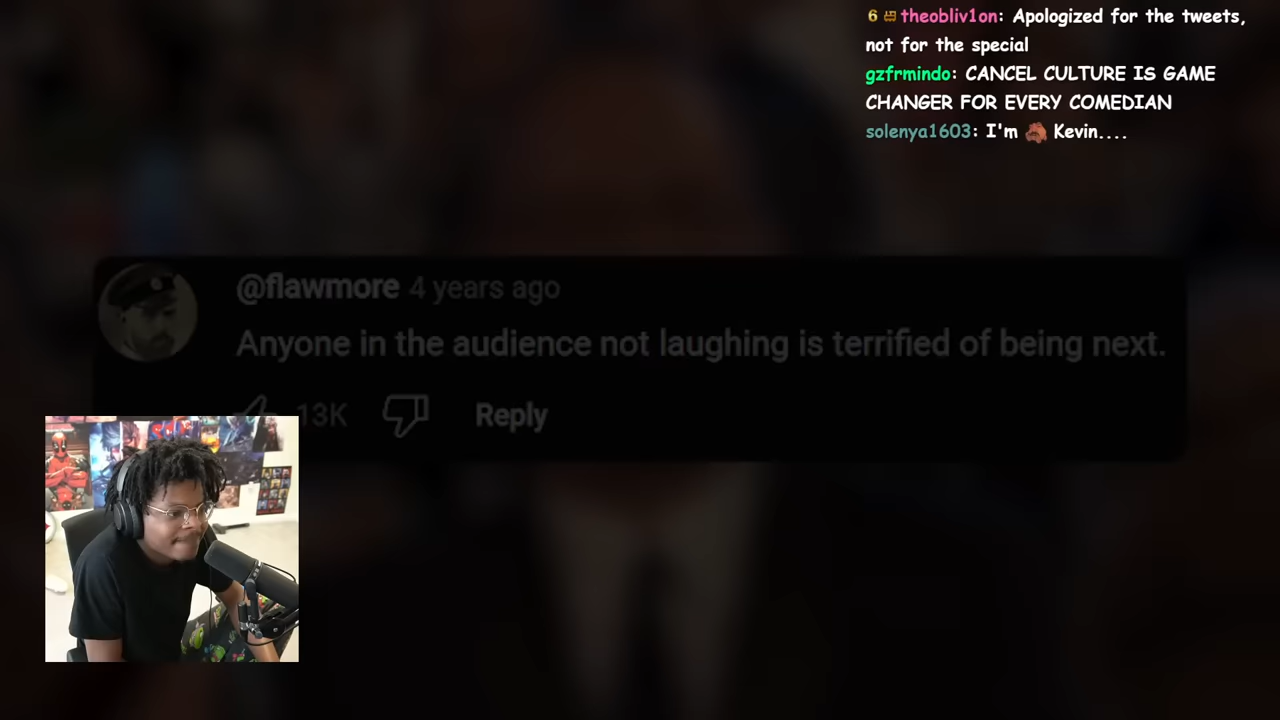 6 theobliv1on: Apologized for the tweets,
not for the special
gzfrmindo: CANCEL CULTURE IS GAME
CHANGER FOR EVERY COMEDIAN
solenya1603: I'm Kevin....
@flawmore 4 years ago
Anyone in the audience not laughing is terrified of being next.
13K Reply